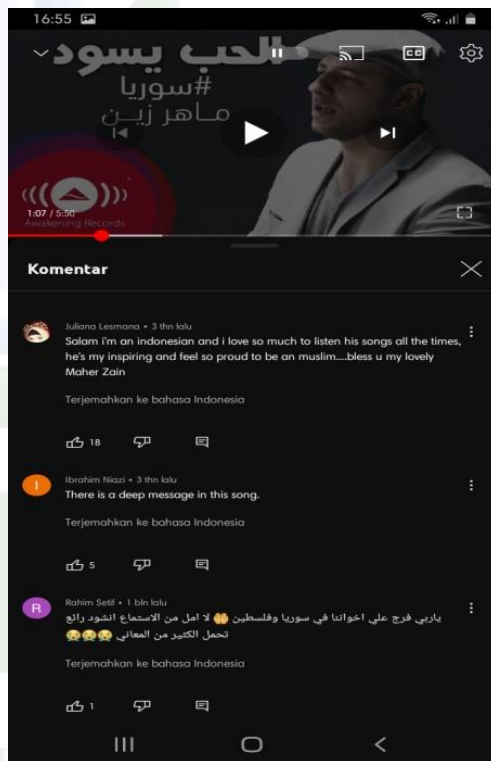 16:55
الحب يسود
#سوريا
ماهر زيـن
CC
1:07 / 5:50
Awakening Records
Komentar
Juliana Lesmana • 3 thn lalu
Salam i'm an indonesian and i love so much to listen his songs all the times,
he's my inspiring and feel so proud to be an muslim....bless u my lovely
Maher Zain
Terjemahkan ke bahasa Indonesia
18
I
Ibrahim Niazi • 3 thn lalu
There is a deep message in this song.
Terjemahkan ke bahasa Indonesia
5
R
Rahim Setif • 1 bln lalu
ياربي فرج علي اخواننا في سوريا وفلسطين 🤲 لا امل من الاستماع انشود رائع
تحمل الكثير من المعاني 😭😭😭
Terjemahkan ke bahasa Indonesia
1